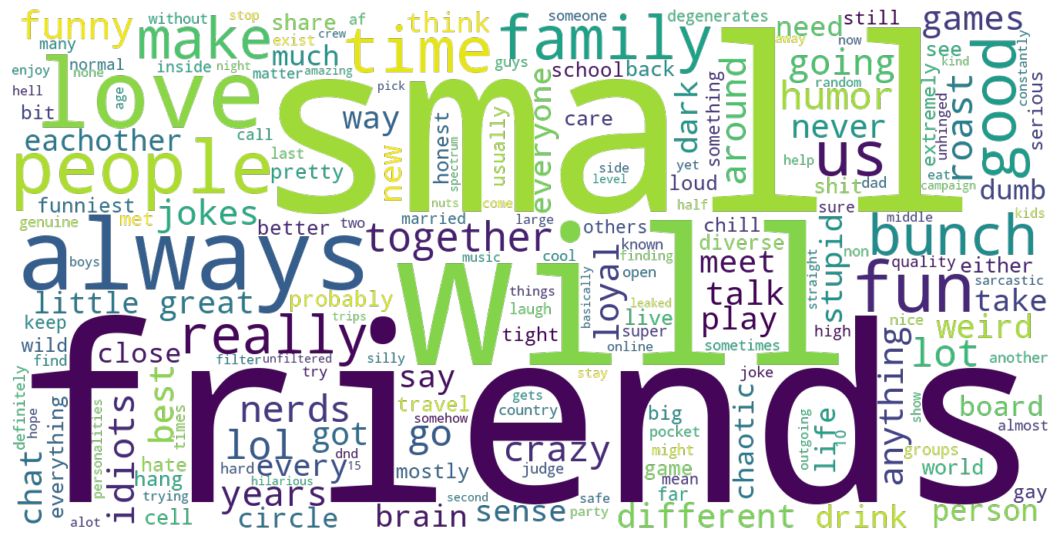 funny
many
without
stop
share
af
crew
think
someone
degenerates
need
still
now
away
games
normal
inside
exist
night
make
much
time
guys
family
school
back
around
going
random
see
kind
enjoy
none
matter
amazing
hell
bit
age
love
small
pick
way
care
dark
something
humor
never
extremely
unhinged
roast
good
constantly
serious
eachother
call
last
pretty
new
honest
spectrum
usually
everyone
side
level
yet
help
us
eat
campaign
dumb
people
funniest
genuine
met
nuts
come
large
half
loud
shit
dad
kids
jokes
better
two
married
others
chill
sure
middle
always
boys
together
music
cool
known
finding
open
diverse
meet
straight
stupid
non
bunch
quality
either
sarcastic
little
great
probably
trips
will
things
laugh
tight
basically
loyal
leaked
live
super
online
talk
play
sometimes
high
fun
take
nice
weird
keep
wild
find
really
close
filter
unfiltered
try
silly
stay
joke
lot
another
friends
definitely
hope
everything
personalities
best
times
nerds
say
travel
gets
country
somehow
big
pocket
might
game
chaotic
outgoing
life
10
anything
show
board
almost
groups
world
chat
idiots
hate
hang
trying
lol
got
go
hard
every
dnd
15
hilarious
mostly
judge
crazy
mean
far
gay
alot
cell
years
circle
brain
second
sense
party
safe
different
drink
person